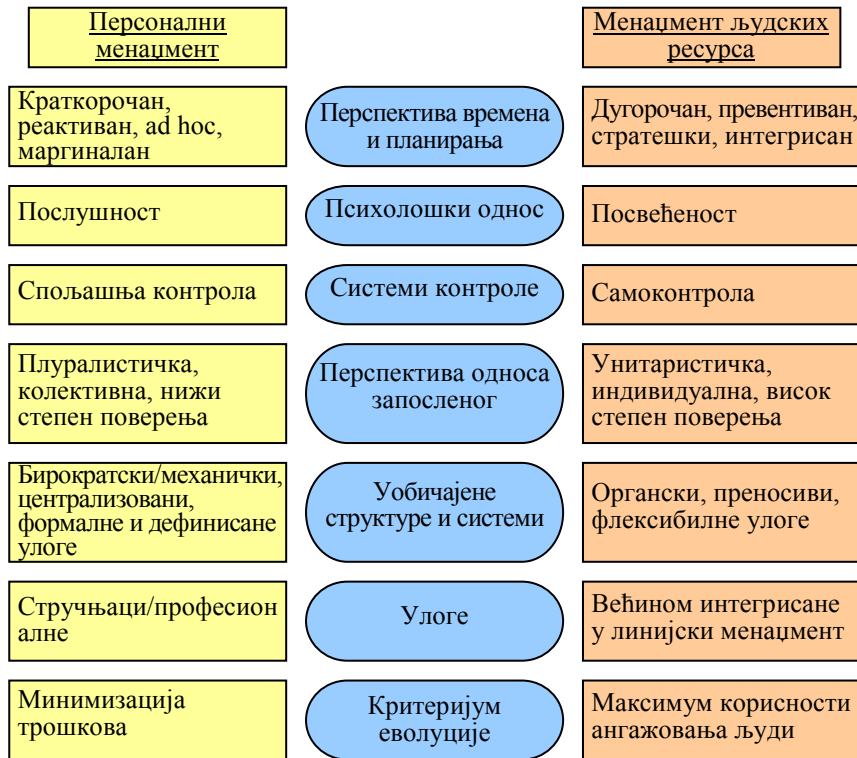 Персонални
менаџмент
Менаџмент људских
ресурса
Краткорочан,
реактиван, ad hoc,
маргиналан
Перспектива времена
и планирања
Дугорочан, превентиван,
стратешки, интегрисан
Послушност
Психолошки однос
Посвећеност
Спољашња контрола
Системи контроле
Самоконтрола
Плуралистичка,
колективна, нижи
степен поверења
Перспектива односа
запосленог
Унитаристичка,
индивидуална, висок
степен поверења
Бирократски/механички,
централизовани,
формалне и дефинисане
улоге
Уобичајене
структуре и системи
Органски, преносиви,
флексибилне улоге
Стручњаци/професион
алне
Улоге
Већином интегрисане
у линијски менаџмент
Минимизација
трошкова
Критеријум
еволуције
Максимум корисности
ангажовања људи